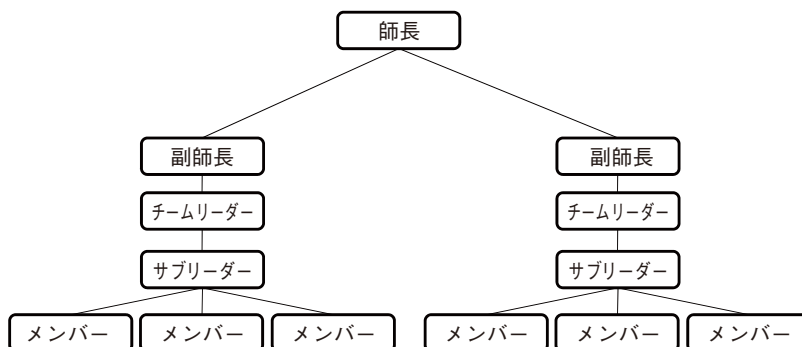 師長
副師長 副師長
チームリーダー チームリーダー
サブリーダー サブリーダー
メンバー メンバー メンバー メンバー メンバー メンバー